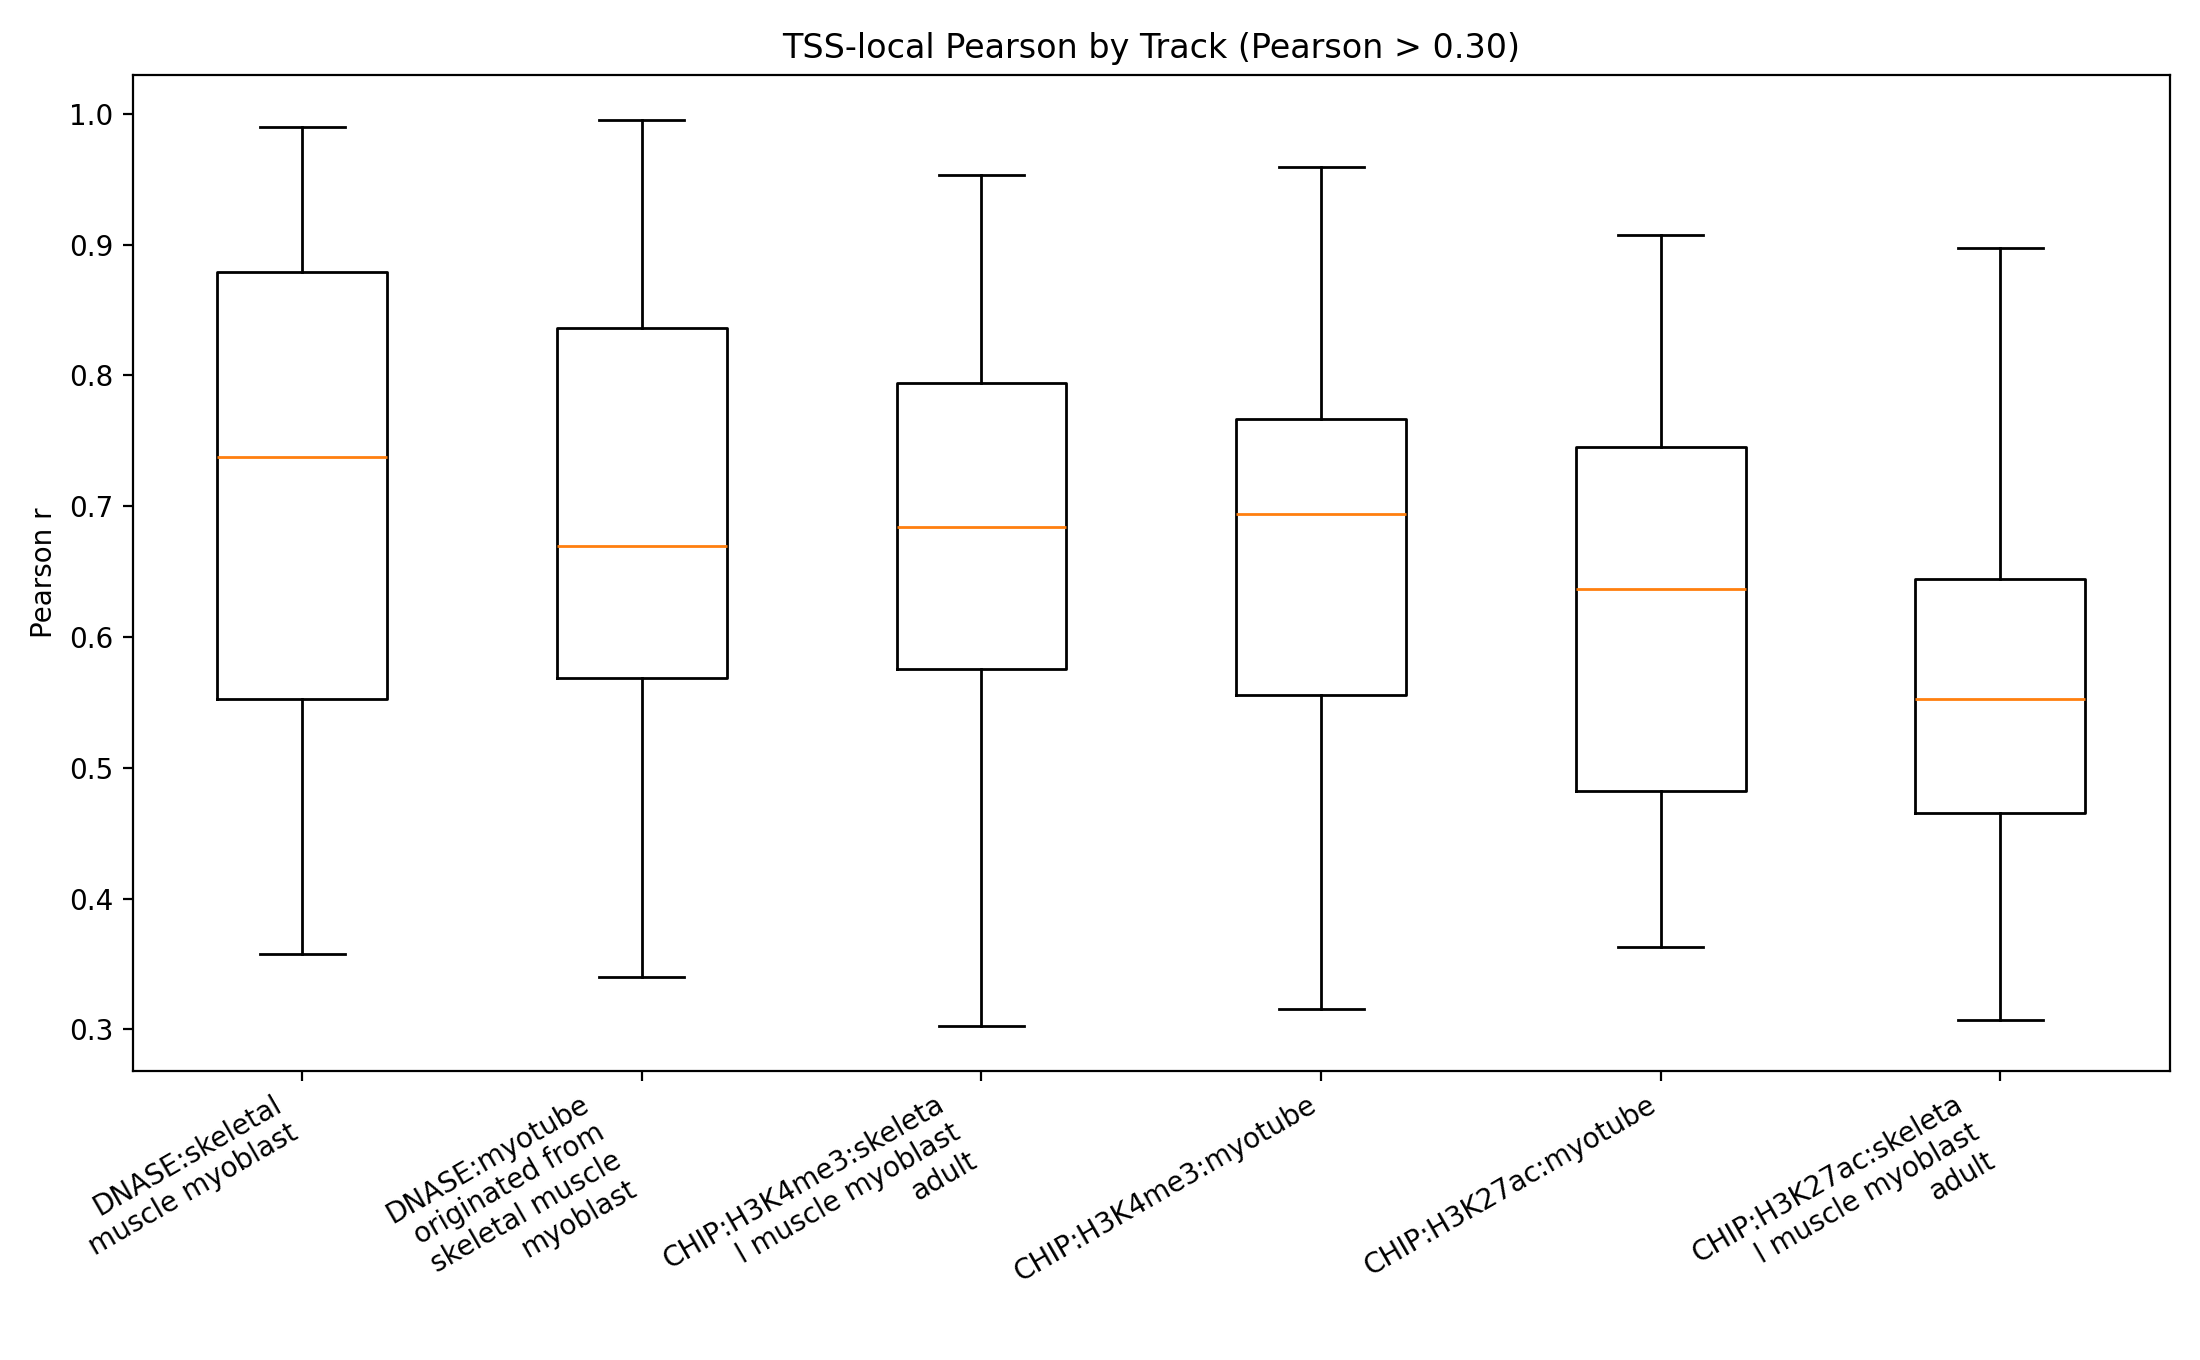 TSS-local Pearson by Track (Pearson > 0.30)
1.0
0.9
0.8
0.7
0.6
0.5
0.4
0.3
Pearson r
DNASE:skeletal
muscle myoblast
DNASE:myotube
originated from
skeletal muscle
myoblast
CHIP:H3K4me3:skeleta
l muscle myoblast
adult
CHIP:H3K4me3:myotube
CHIP:H3K27ac:myotube
CHIP:H3K27ac:skeleta
l muscle myoblast
adult